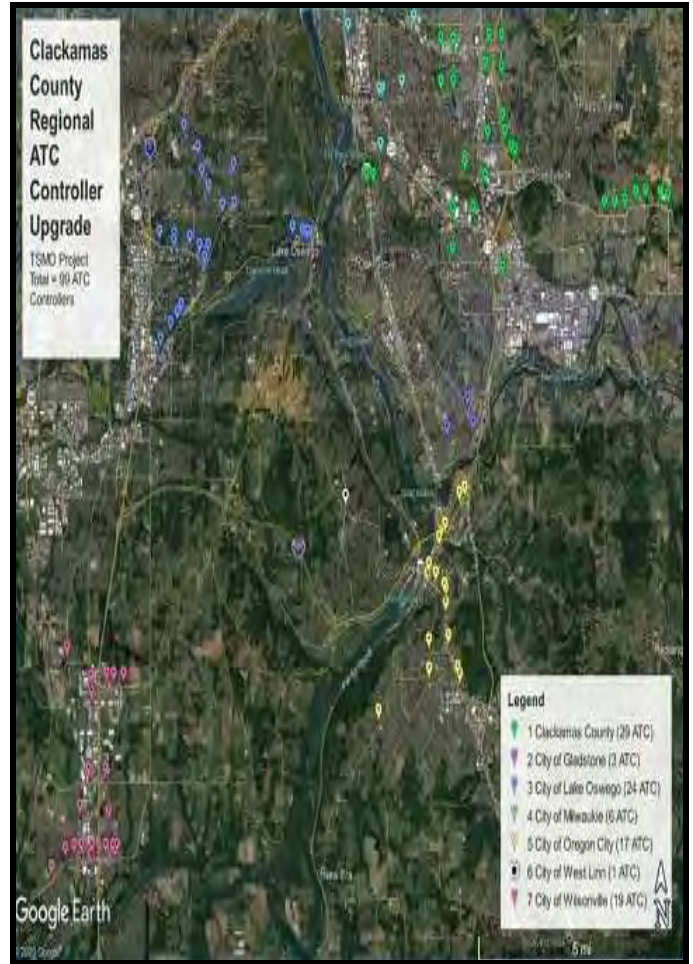 Clackamas
County
Regional
ATC
Controller
Upgrade
TSMO Project
Total = 99 ATC
Controllers
Lake Oswego
Legend
1 Clackamas County (29 ATC)
2 City of Gladstone (3 ATC)
3 City of Lake Oswego (24 ATC)
4 City of Milwaukie (6 ATC)
5 City of Oregon City (17 ATC)
6 City of West Linn (1 ATC)
7 City of Wilsonville (19 ATC)
N
New Era
Google Earth
5 mi